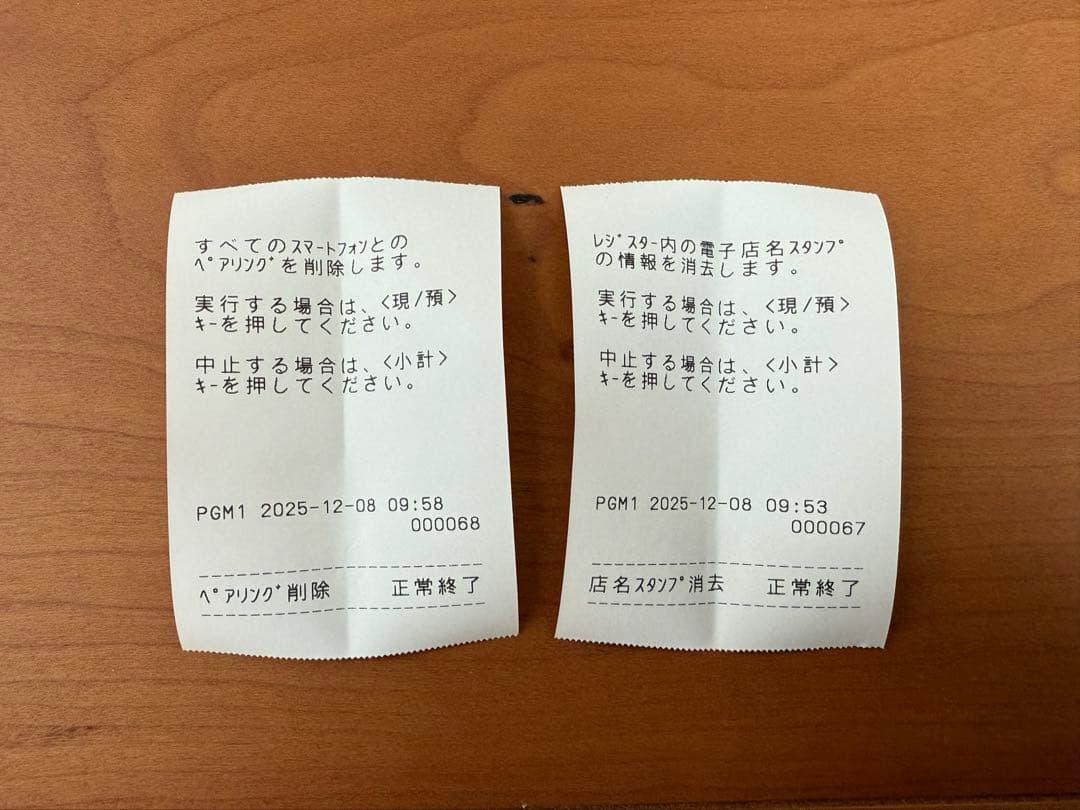 すべてのｽﾏｰﾄﾌｫﾝとの
ﾍﾟｱﾘﾝｸﾞを削除します。
実行する場合は、<現/預>
ｷｰを押してください。
中止する場合は、<小計>
ｷｰを押してください。
PGM1 2025-12-08 09:58
000068
ﾍﾟｱﾘﾝｸﾞ削除 正常終了
ﾚｼﾞｽﾀｰ内の電子店名ｽﾀﾝﾌﾟ
の情報を消去します。
実行する場合は、<現/預>
ｷｰを押してください。
中止する場合は、<小計>
ｷｰを押してください。
PGM1 2025-12-08 09:53
000067
店名ｽﾀﾝﾌﾟ消去 正常終了